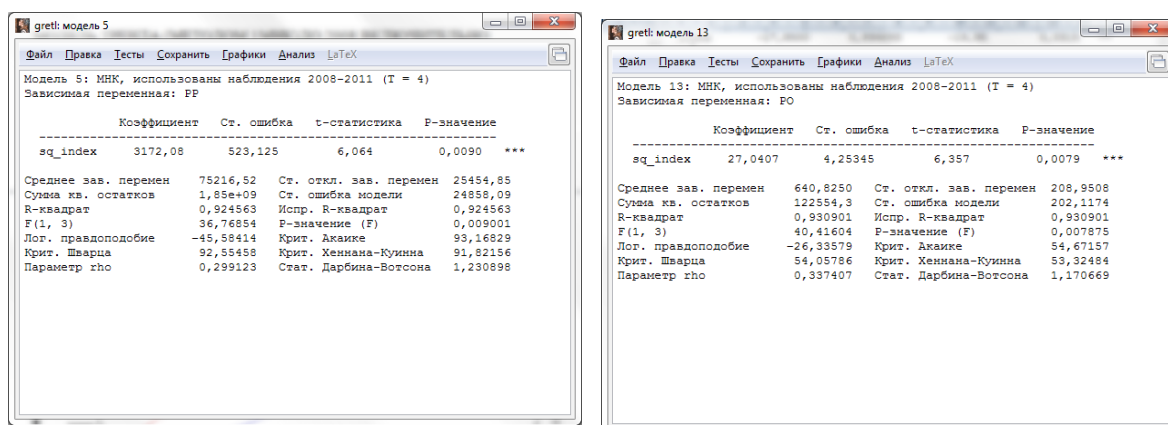 gretl: модель 5
Файл Правка Тесты Сохранить Графики Анализ LaTeX
Модель 5: МНК, использованы наблюдения 2008-2011 (T = 4)
Зависимая переменная: PP
Коэффициент Ст. ошибка t-статистика P-значение
sq_index 3172,08 523,125 6,064 0,0090 ***
Среднее зав. перемен 75216,52 Ст. откл. зав. перемен 25454,85
Сумма кв. остатков 1,85e+09 Ст. ошибка модели 24858,09
R-квадрат 0,924563 Испр. R-квадрат 0,924563
F(1, 3) 36,76854 P-значение (F) 0,009001
Лог. правдоподобие -45,58414 Крит. Акаике 93,16829
Крит. Шварца 92,55458 Крит. Хеннана-Куинна 91,82156
Параметр rho 0,299123 Стат. Дарбина-Вотсона 1,230898
gretl: модель 13
Файл Правка Тесты Сохранить Графики Анализ LaTeX
Модель 13: МНК, использованы наблюдения 2008-2011 (T = 4)
Зависимая переменная: PO
Коэффициент Ст. ошибка t-статистика P-значение
sq_index 27,0407 4,25345 6,357 0,0079 ***
Среднее зав. перемен 640,8250 Ст. откл. зав. перемен 208,9508
Сумма кв. остатков 122554,3 Ст. ошибка модели 202,1174
R-квадрат 0,930901 Испр. R-квадрат 0,930901
F(1, 3) 40,41604 P-значение (F) 0,007875
Лог. правдоподобие -26,33579 Крит. Акаике 54,67157
Крит. Шварца 54,05786 Крит. Хеннана-Куинна 53,32484
Параметр rho 0,337407 Стат. Дарбина-Вотсона 1,170669